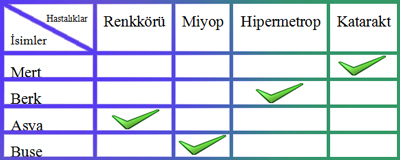 Hastalıklar
İsimler
Renkkörü Miyop Hipermetrop Katarakt
Mert
Berk
Asya
Buse